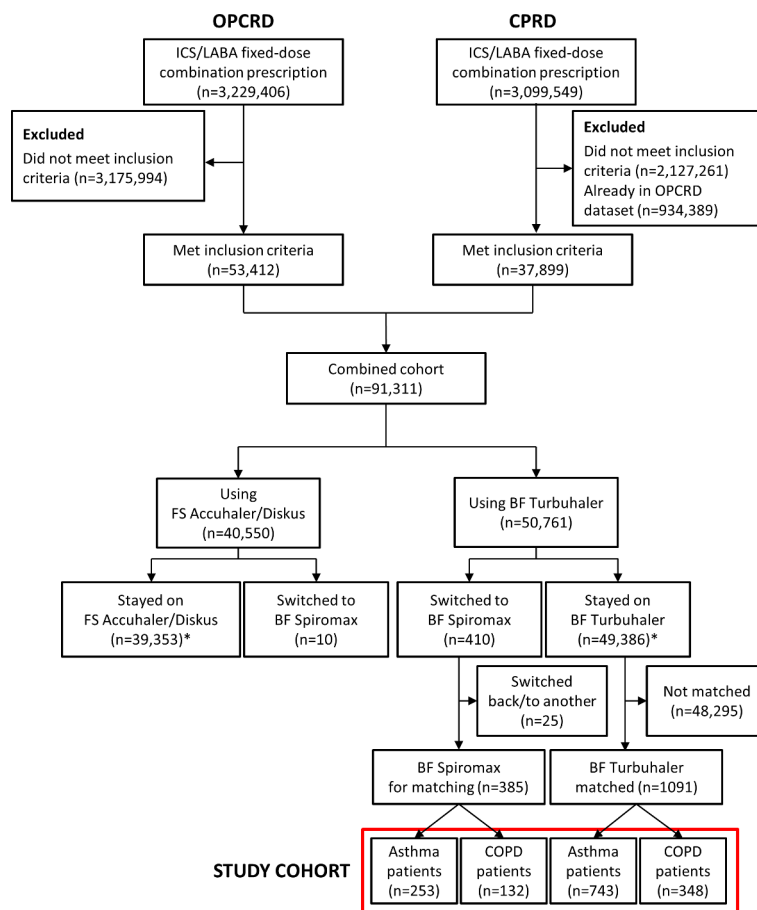 OPCRD
CPRD
ICS/LABA fixed-dose
combination prescription
(n=3,229,406)
ICS/LABA fixed-dose
combination prescription
(n=3,099,549)
Excluded
Did not meet inclusion
criteria (n=3,175,994)
Excluded
Did not meet inclusion
criteria (n=2,127,261)
Already in OPCRD
dataset (n=934,389)
Met inclusion criteria
(n=53,412)
Met inclusion criteria
(n=37,899)
Combined cohort
(n=91,311)
Using
FS Accuhaler/Diskus
(n=40,550)
Using BF Turbuhaler
(n=50,761)
Stayed on
FS Accuhaler/Diskus
(n=39,353)*
Switched to
BF Spiromax
(n=10)
Switched to
BF Spiromax
(n=410)
Stayed on
BF Turbuhaler
(n=49,386)*
Switched
back/to another
(n=25)
Not matched
(n=48,295)
BF Spiromax
for matching (n=385)
BF Turbuhaler
matched (n=1091)
STUDY COHORT
Asthma
patients
(n=253)
COPD
patients
(n=132)
Asthma
patients
(n=743)
COPD
patients
(n=348)